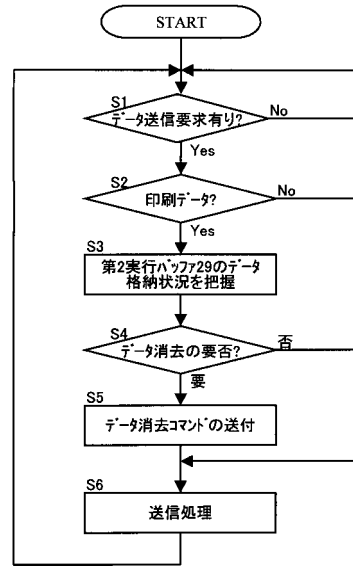 START
S1
データ送信要求有り?
No
Yes
S2
印刷データ?
No
Yes
S3
第2実行バッファ29のデータ
格納状況を把握
S4
データ消去の要否?
否
要
S5
データ消去コマンドの送付
S6
送信処理